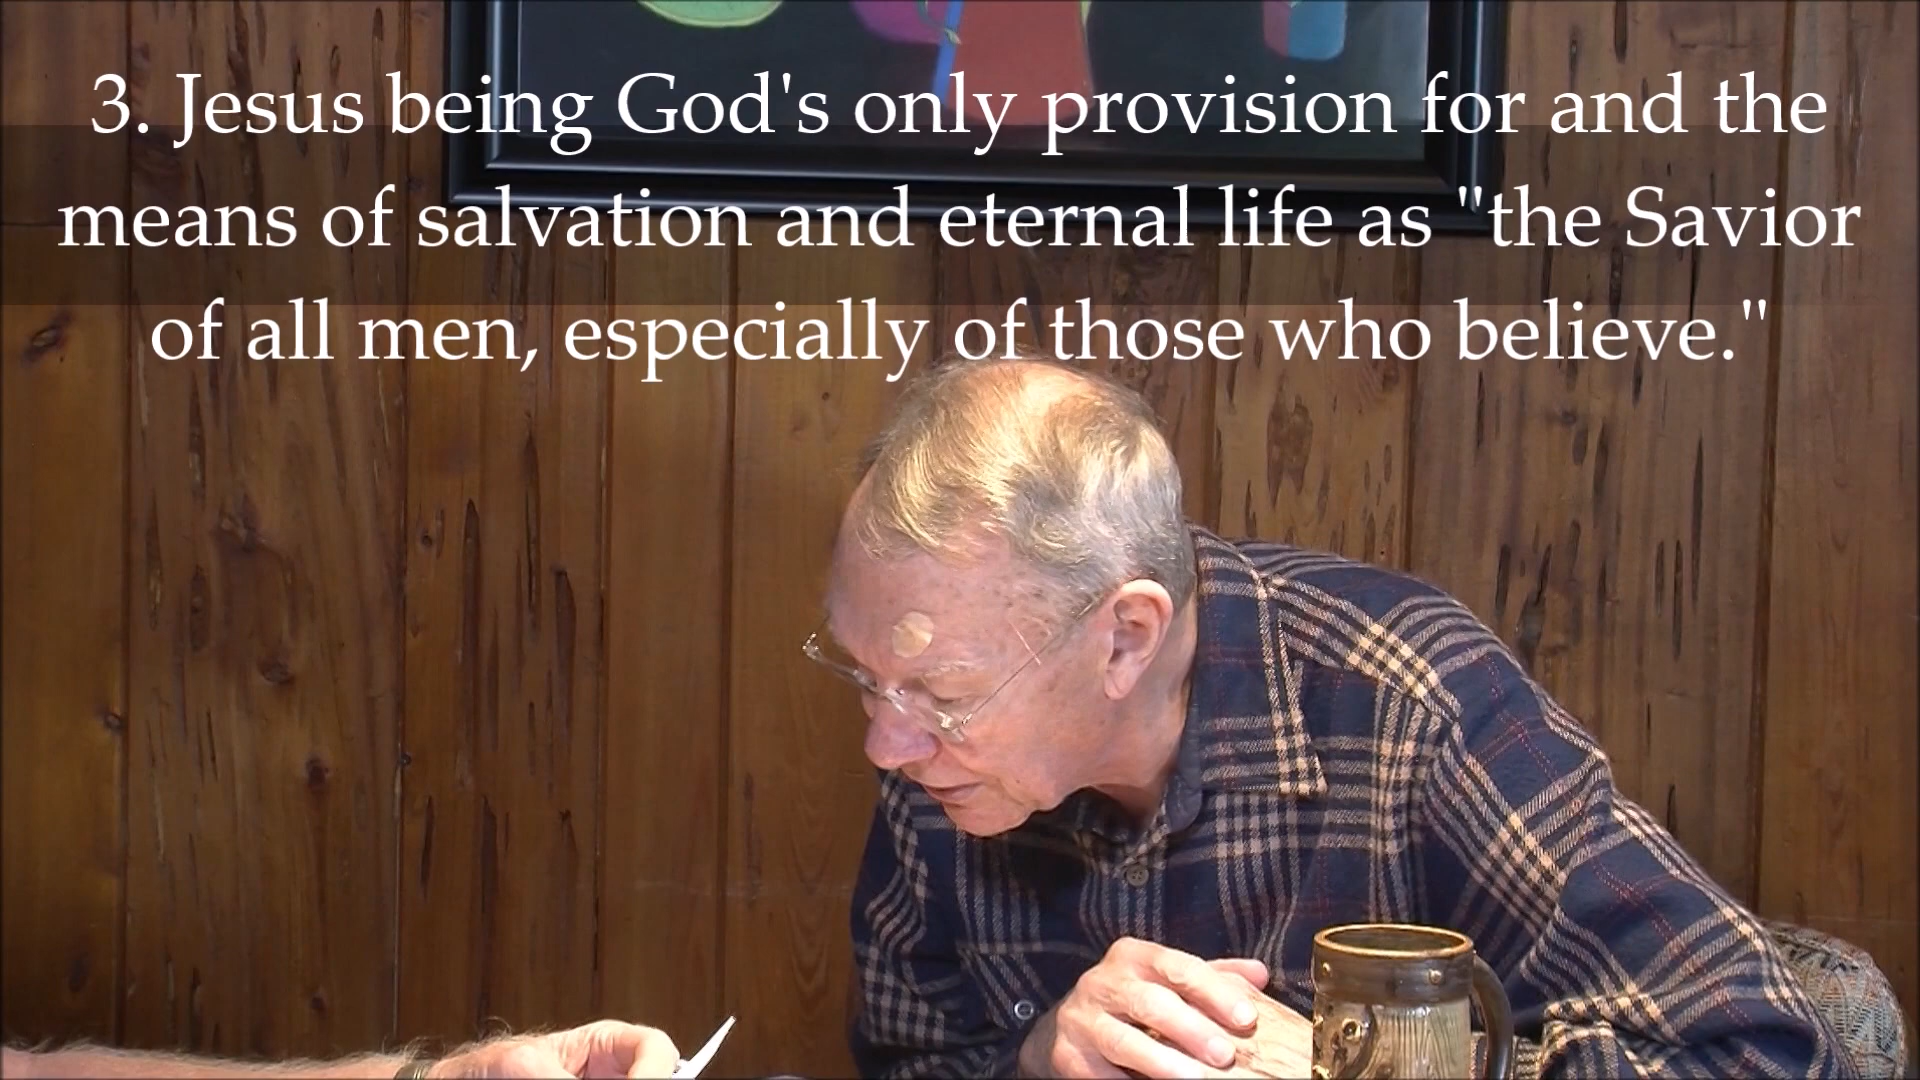 3. Jesus being God's only provision for and the
means of salvation and eternal life as "the Savior
of all men, especially of those who believe."